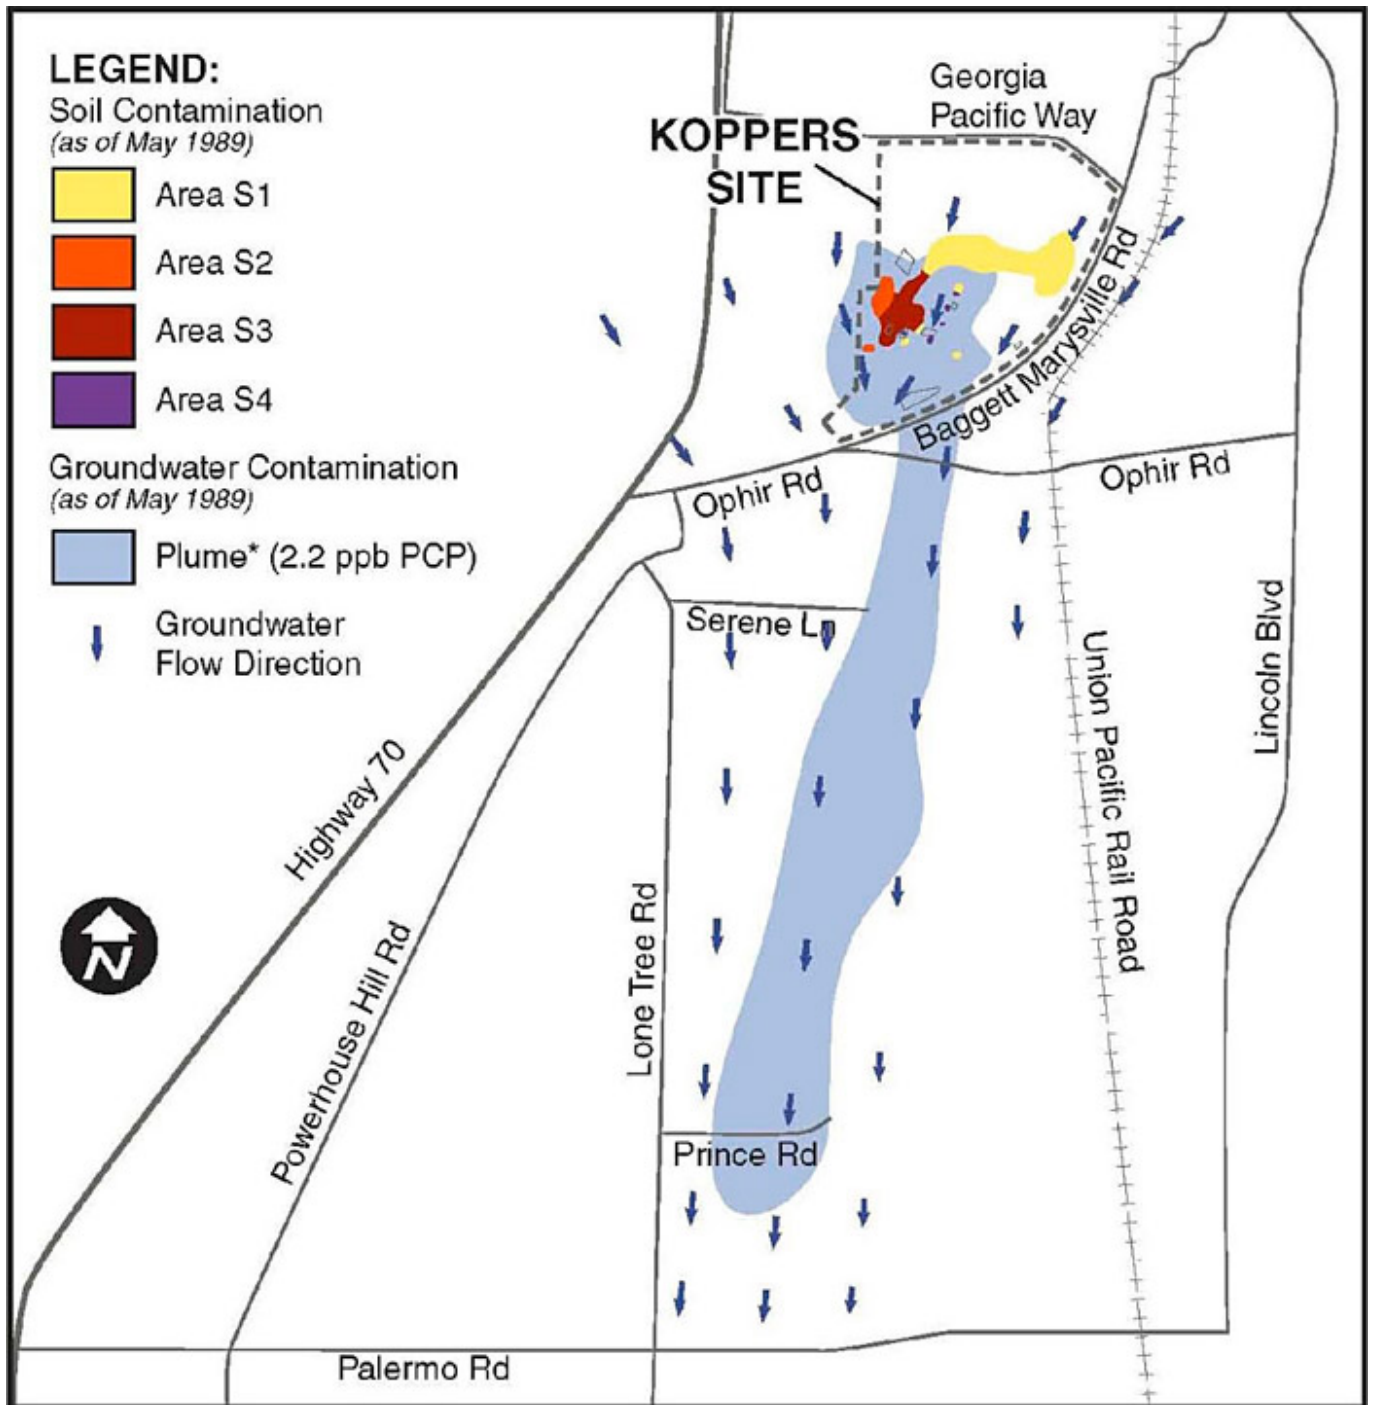 LEGEND:
Soil Contamination
(as of May 1989)
Area S1
Area S2
Area S3
Area S4
Groundwater Contamination
(as of May 1989)
Plume* (2.2 ppb PCP)
Groundwater
Flow Direction
Georgia
Pacific Way
KOPPERS
SITE
Baggett Marysville Rd
Ophir Rd
Ophir Rd
Serene Ln
Highway 70
Powerhouse Hill Rd
Lone Tree Rd
Union Pacific Rail Road
Lincoln Blvd
N
Prince Rd
Palermo Rd